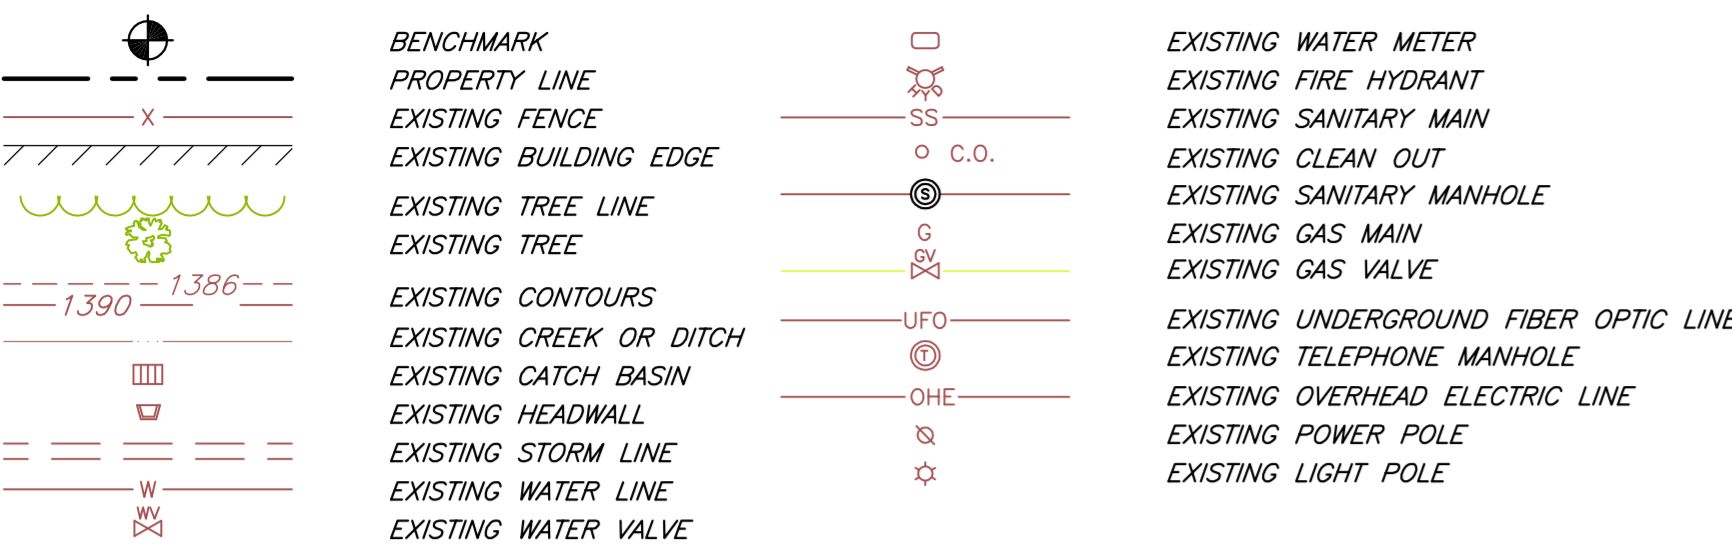 BENCHMARK
PROPERTY LINE
X EXISTING FENCE
EXISTING BUILDING EDGE
EXISTING TREE LINE
EXISTING TREE
1386
1390
EXISTING CONTOURS
EXISTING CREEK OR DITCH
EXISTING CATCH BASIN
EXISTING HEADWALL
EXISTING STORM LINE
W EXISTING WATER LINE
WV EXISTING WATER VALVE
EXISTING WATER METER
HYD EXISTING FIRE HYDRANT
SS EXISTING SANITARY MAIN
C.O. EXISTING CLEAN OUT
S EXISTING SANITARY MANHOLE
G EXISTING GAS MAIN
GV EXISTING GAS VALVE
UFO EXISTING UNDERGROUND FIBER OPTIC LINE
T EXISTING TELEPHONE MANHOLE
OHE EXISTING OVERHEAD ELECTRIC LINE
EXISTING POWER POLE
EXISTING LIGHT POLE